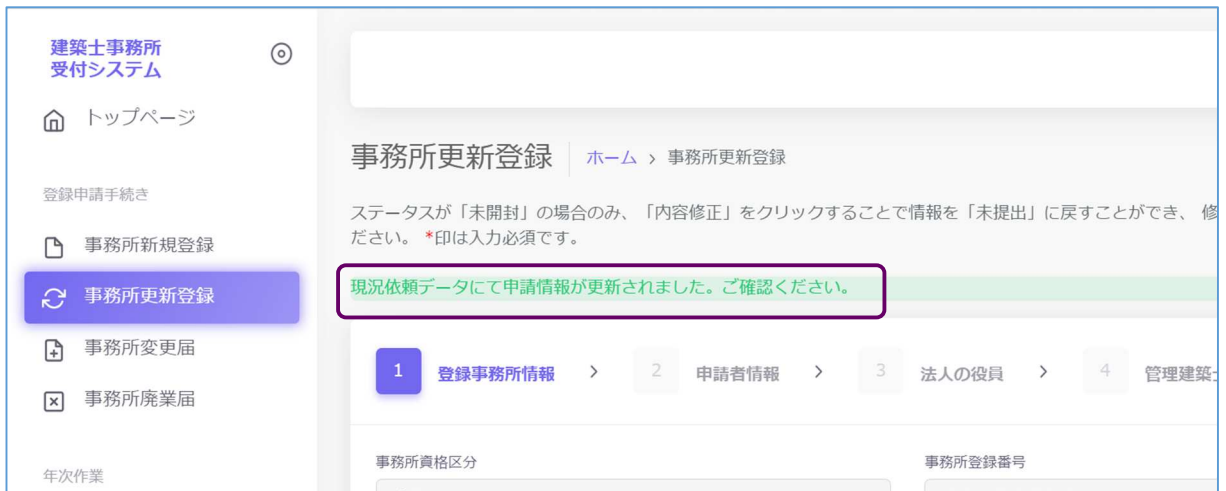 建築士事務所
受付システム
トップページ
登録申請手続き
事務所新規登録
事務所更新登録
事務所変更届
事務所廃業届
年次作業
事務所更新登録 ホーム > 事務所更新登録
ステータスが「未開封」の場合のみ、「内容修正」をクリックすることで情報を「未提出」に戻すことができ、 修
ださい。 *印は入力必須です。
現況依頼データにて申請情報が更新されました。ご確認ください。
1 登録事務所情報 > 2 申請者情報 > 3 法人の役員 > 4 管理建築士
事務所資格区分 事務所登録番号